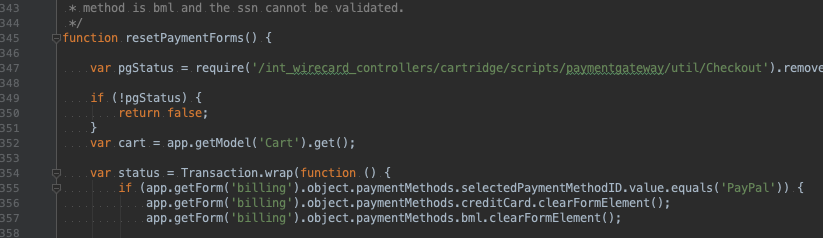 343 * method is bml and the ssn cannot be validated.
344 */
345 function resetPaymentForms() {
346
347 var pgStatus = require('/int_wirecard_controllers/cartridge/scripts/paymentgateway/util/Checkout').remove
348
349 if (!pgStatus) {
350 return false;
351 }
352 var cart = app.getModel('Cart').get();
353
354 var status = Transaction.wrap(function () {
355 if (app.getForm('billing').object.paymentMethods.selectedPaymentMethodID.value.equals('PayPal')) {
356 app.getForm('billing').object.paymentMethods.creditCard.clearFormElement();
357 app.getForm('billing').object.paymentMethods.bml.clearFormElement();
358